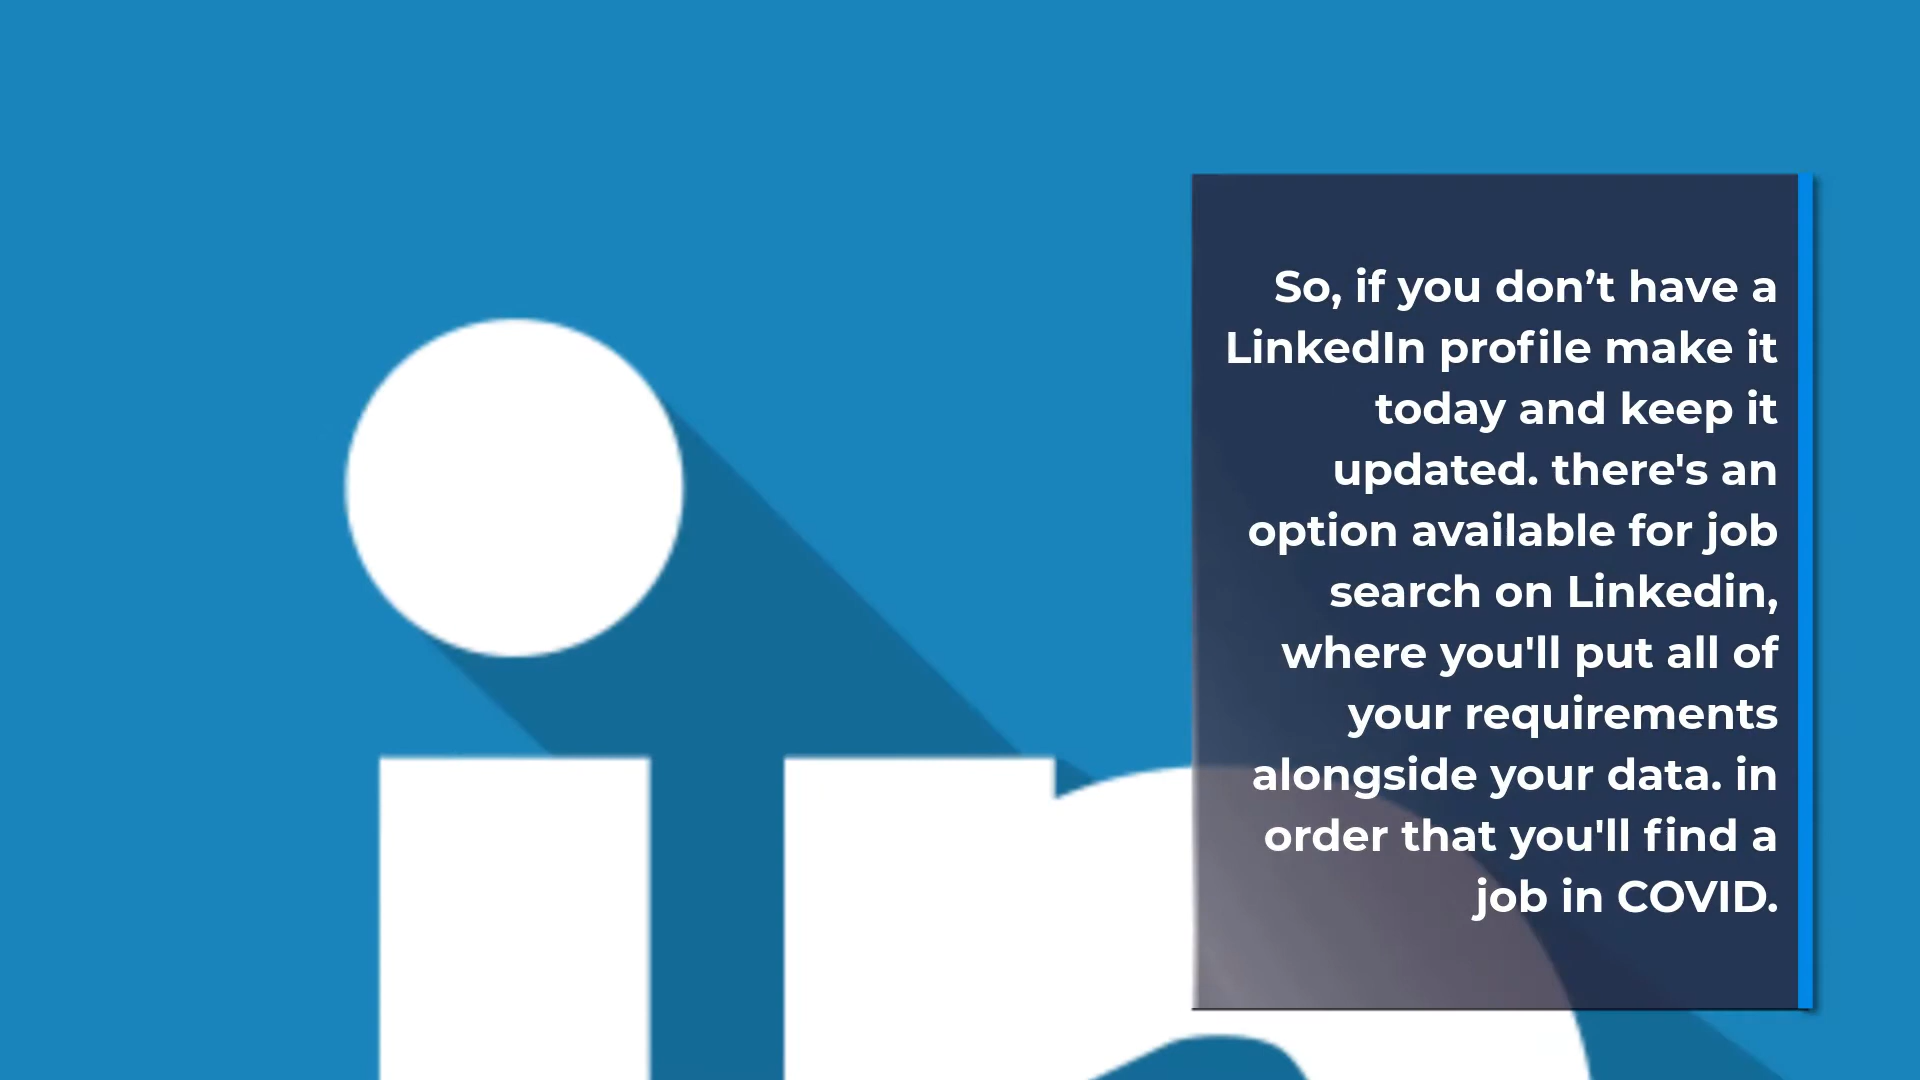 So, if you don’t have a
LinkedIn profile make it
today and keep it
updated. there's an
option available for job
search on Linkedin,
where you'll put all of
your requirements
alongside your data. in
order that you'll find a
job in COVID.
in